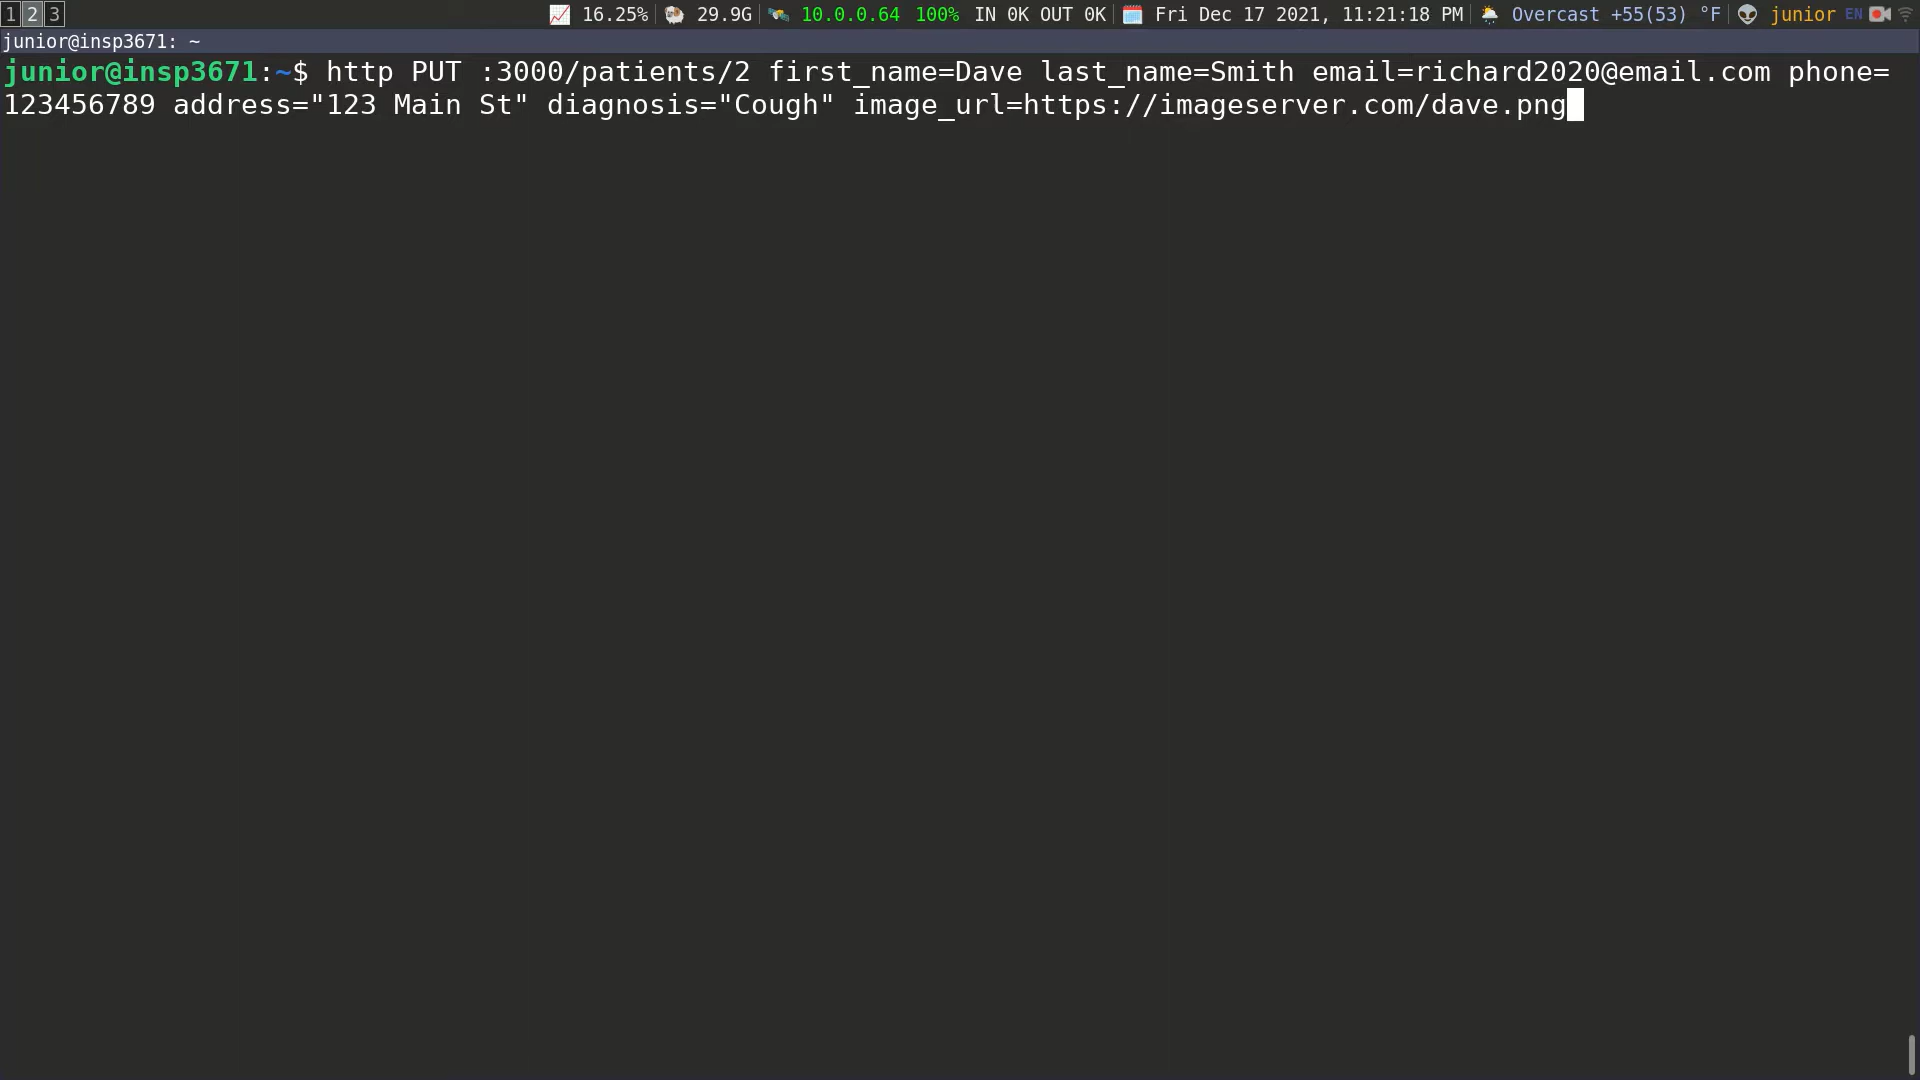 1 2 3 16.25% 29.9G 10.0.0.64 100% IN 0K OUT 0K Fri Dec 17 2021, 11:21:18 PM Overcast +55(53) °F junior EN
junior@insp3671: ~
junior@insp3671:~$ http PUT :3000/patients/2 first_name=Dave last_name=Smith email=richard2020@email.com phone=
123456789 address="123 Main St" diagnosis="Cough" image_url=https://imageserver.com/dave.png